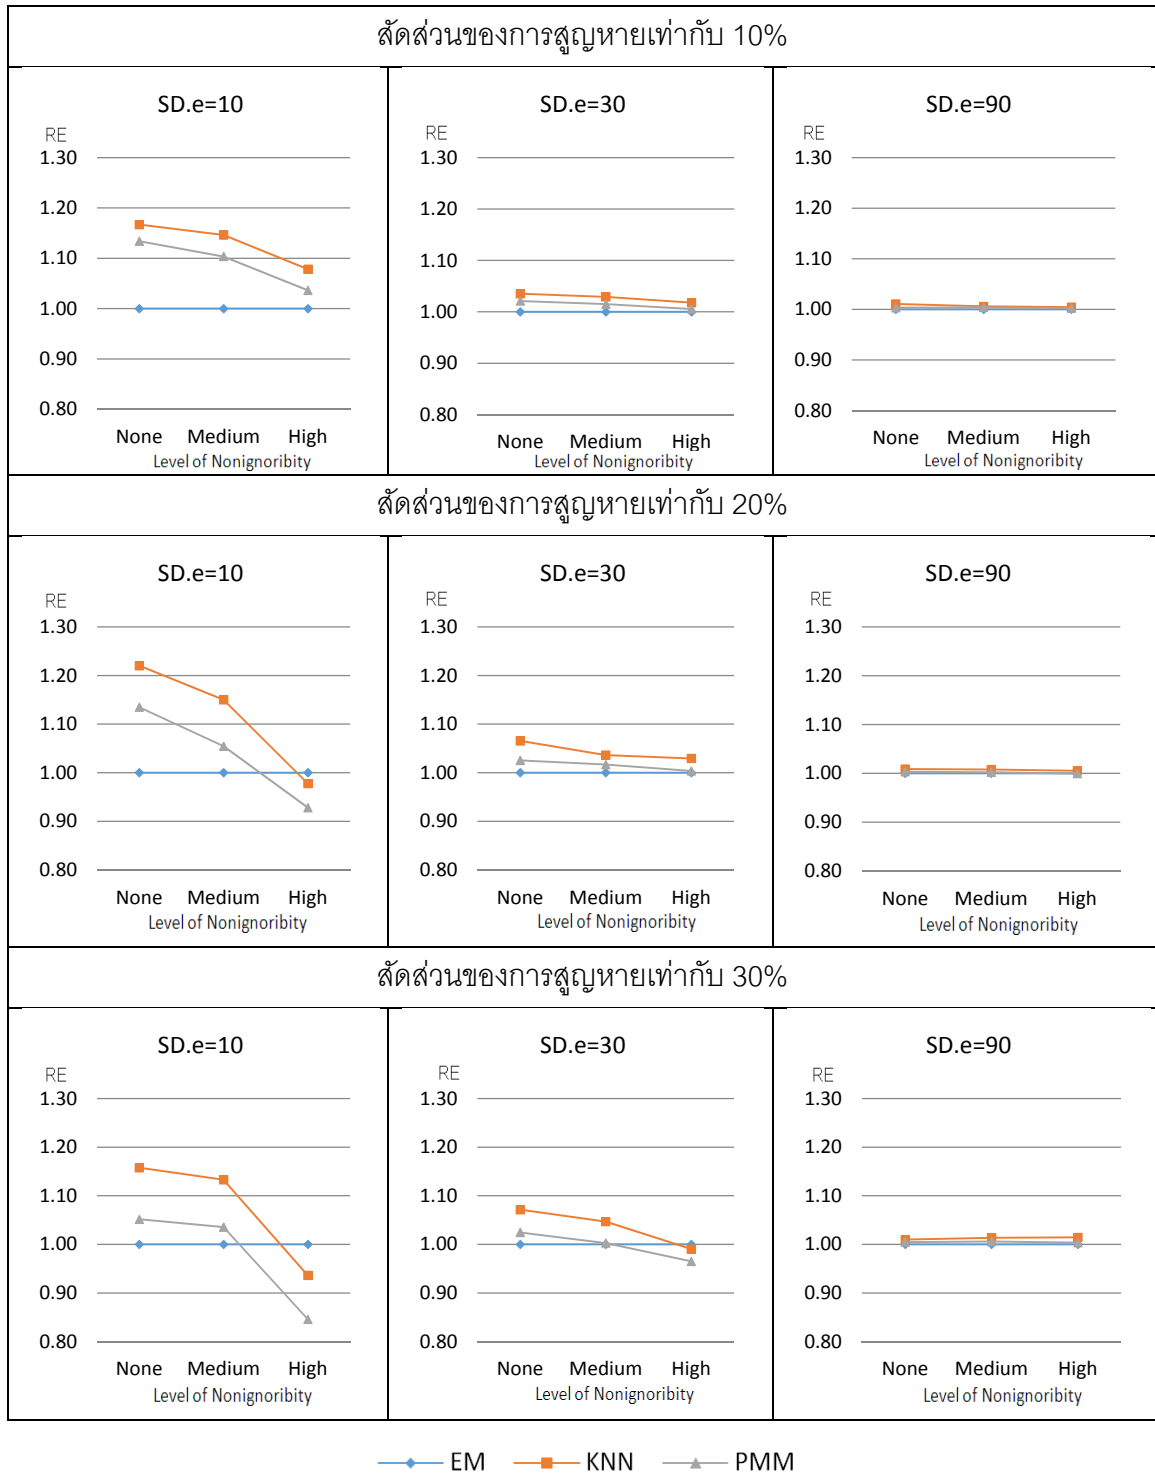 สัดส่วนของการสูญหายเท่ากับ 10%
SD.e=10
RE
1.30
1.20
1.10
1.00
0.90
0.80
None Medium High
Level of Nonignoribity
SD.e=30
RE
1.30
1.20
1.10
1.00
0.90
0.80
None Medium High
Level of Nonignoribity
SD.e=90
RE
1.30
1.20
1.10
1.00
0.90
0.80
None Medium High
Level of Nonignoribity
สัดส่วนของการสูญหายเท่ากับ 20%
SD.e=10
RE
1.30
1.20
1.10
1.00
0.90
0.80
None Medium High
Level of Nonignoribity
SD.e=30
RE
1.30
1.20
1.10
1.00
0.90
0.80
None Medium High
Level of Nonignoribity
SD.e=90
RE
1.30
1.20
1.10
1.00
0.90
0.80
None Medium High
Level of Nonignoribity
สัดส่วนของการสูญหายเท่ากับ 30%
SD.e=10
RE
1.30
1.20
1.10
1.00
0.90
0.80
None Medium High
Level of Nonignoribity
SD.e=30
RE
1.30
1.20
1.10
1.00
0.90
0.80
None Medium High
Level of Nonignoribity
SD.e=90
RE
1.30
1.20
1.10
1.00
0.90
0.80
None Medium High
Level of Nonignoribity
EM KNN PMM